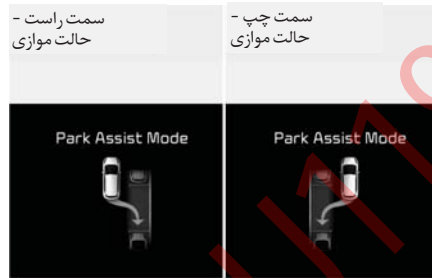 سمت راست -
حالت موازی
سمت چپ -
حالت موازی
Park Assist Mode
Park Assist Mode